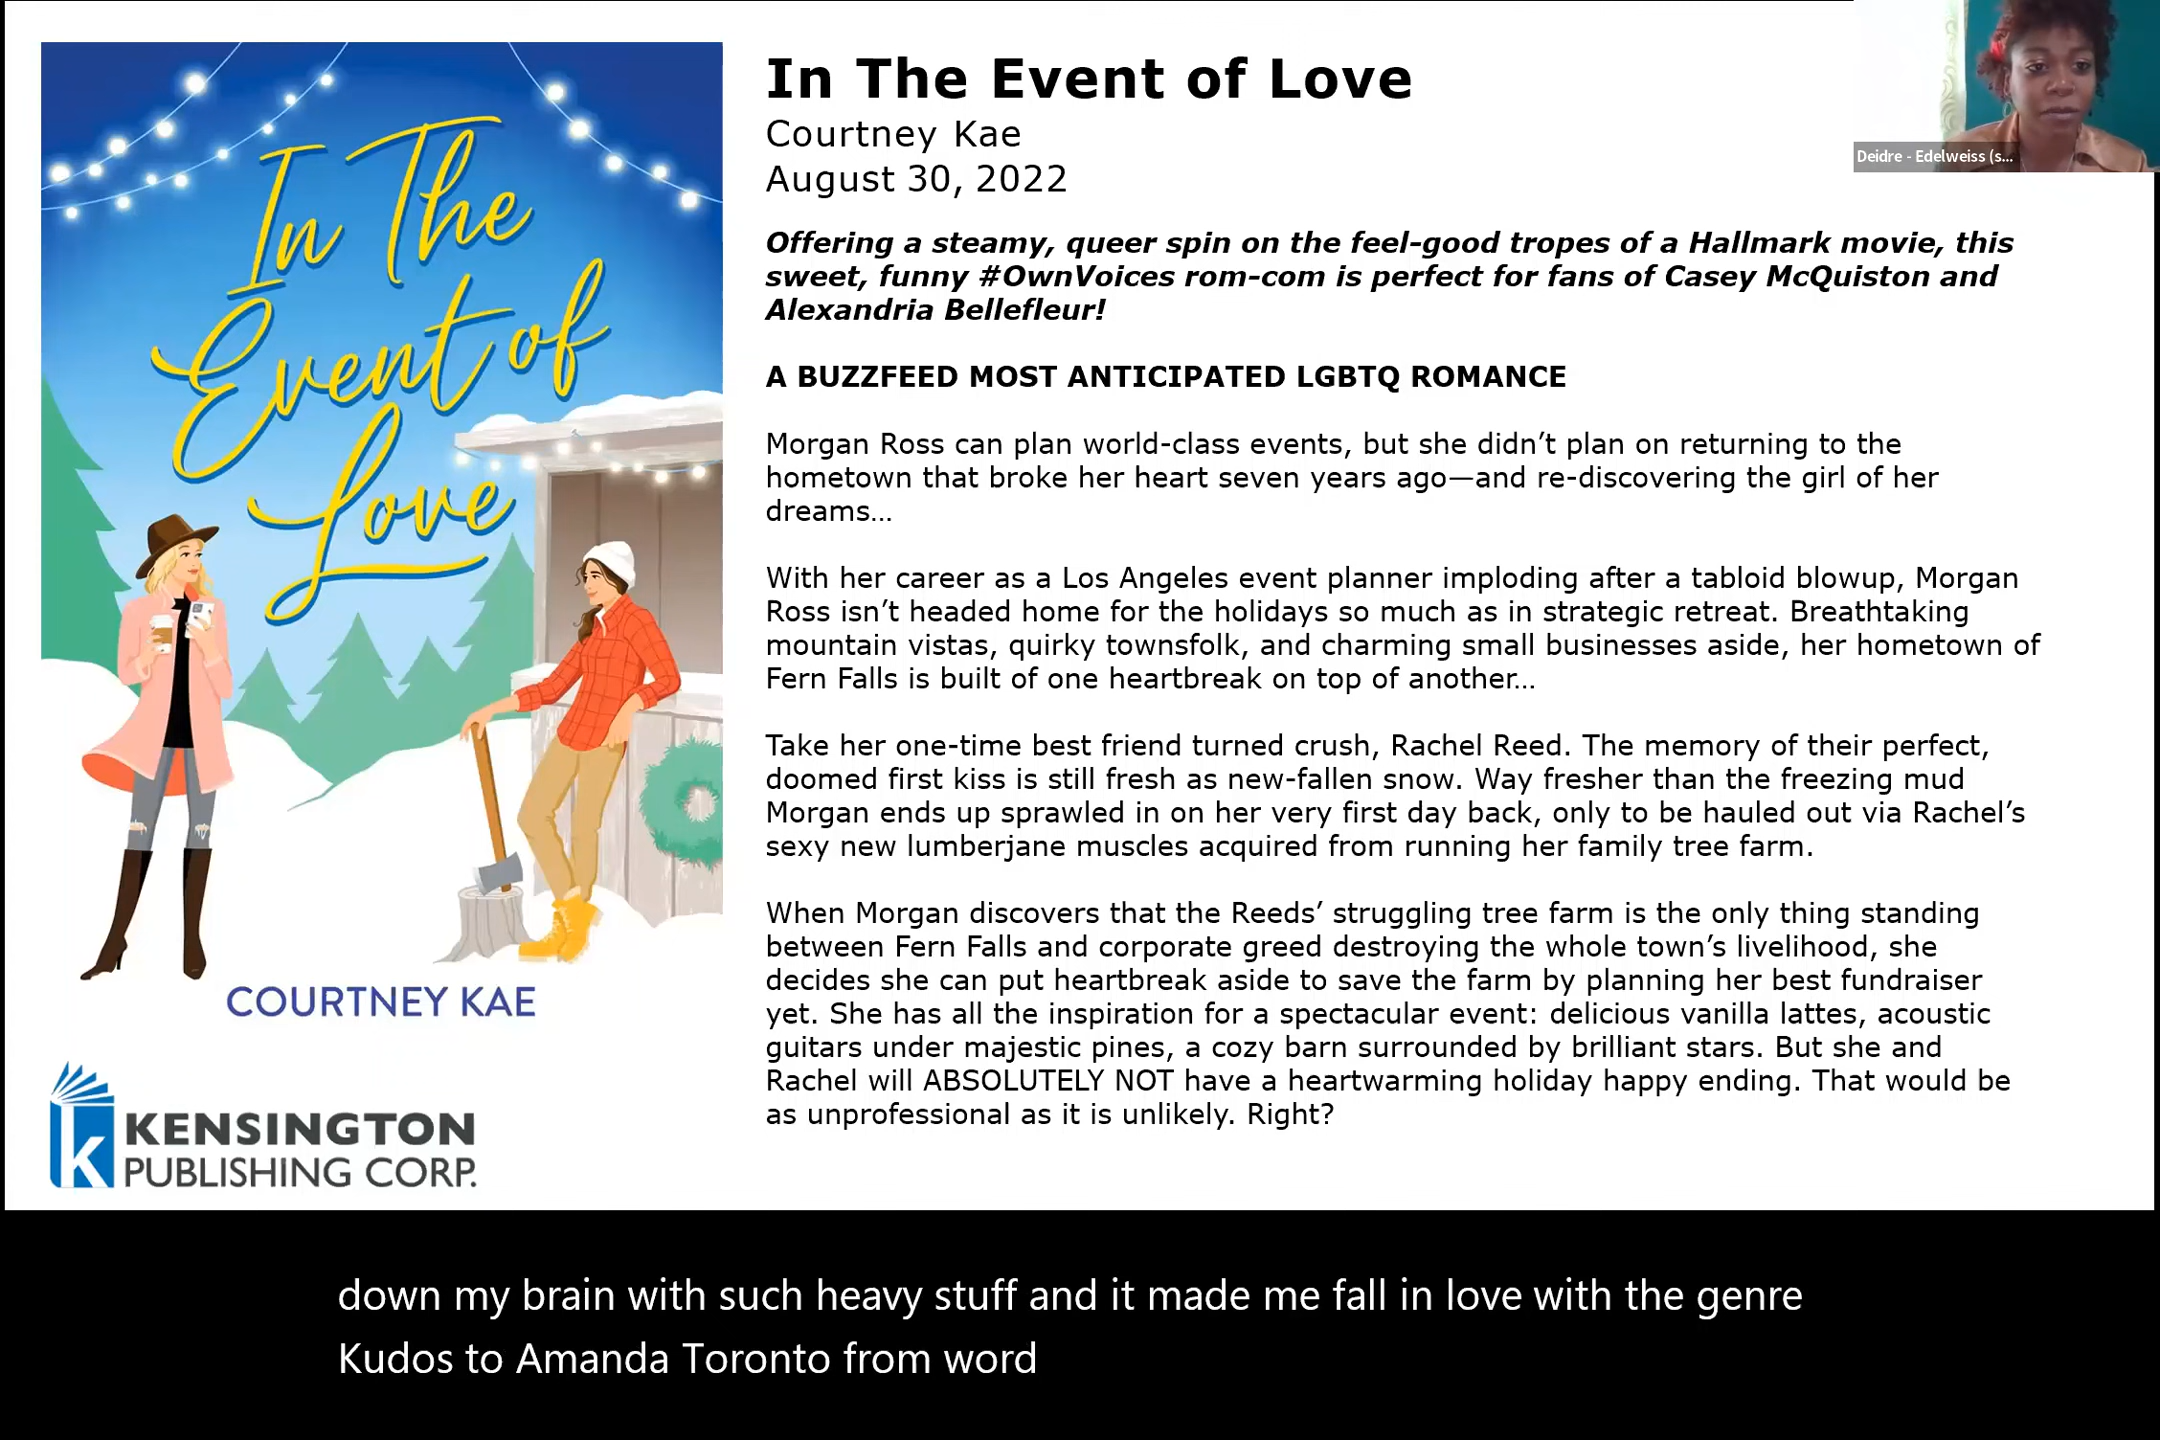 In The
Event of
Love
COURTNEY KAE
KENSINGTON
PUBLISHING CORP.
In The Event of Love
Courtney Kae
August 30, 2022
Offering a steamy, queer spin on the feel-good tropes of a Hallmark movie, this
sweet, funny #OwnVoices rom-com is perfect for fans of Casey McQuiston and
Alexandria Bellefleur!
A BUZZFEED MOST ANTICIPATED LGBTQ ROMANCE
Morgan Ross can plan world-class events, but she didn’t plan on returning to the
hometown that broke her heart seven years ago—and re-discovering the girl of her
dreams…
With her career as a Los Angeles event planner imploding after a tabloid blowup, Morgan
Ross isn’t headed home for the holidays so much as in strategic retreat. Breathtaking
mountain vistas, quirky townsfolk, and charming small businesses aside, her hometown of
Fern Falls is built of one heartbreak on top of another…
Take her one-time best friend turned crush, Rachel Reed. The memory of their perfect,
doomed first kiss is still fresh as new-fallen snow. Way fresher than the freezing mud
Morgan ends up sprawled in on her very first day back, only to be hauled out via Rachel’s
sexy new lumberjane muscles acquired from running her family tree farm.
When Morgan discovers that the Reeds’ struggling tree farm is the only thing standing
between Fern Falls and corporate greed destroying the whole town’s livelihood, she
decides she can put heartbreak aside to save the farm by planning her best fundraiser
yet. She has all the inspiration for a spectacular event: delicious vanilla lattes, acoustic
guitars under majestic pines, a cozy barn surrounded by brilliant stars. But she and
Rachel will ABSOLUTELY NOT have a heartwarming holiday happy ending. That would be
as unprofessional as it is unlikely. Right?
Deidre - Edelweiss (s...
down my brain with such heavy stuff and it made me fall in love with the genre
Kudos to Amanda Toronto from word